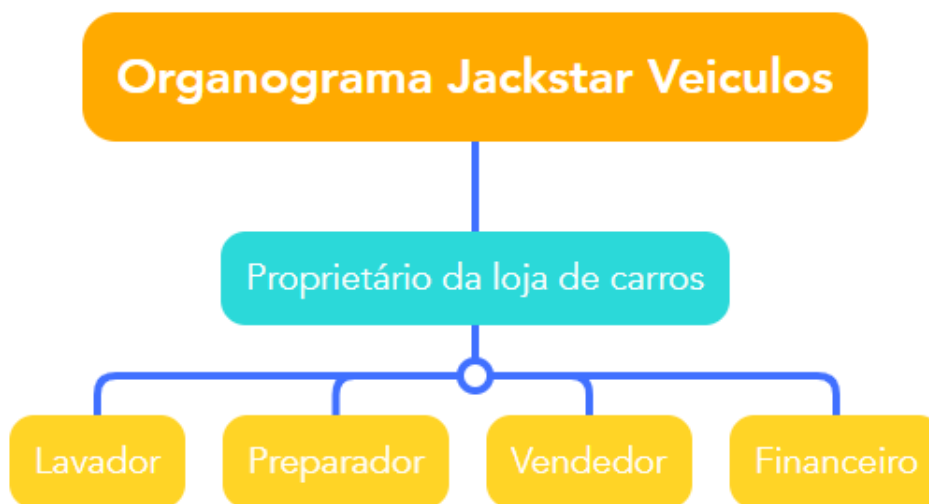 Organograma Jackstar Veiculos
Proprietário da loja de carros
Lavador
Preparador
Vendedor
Financeiro